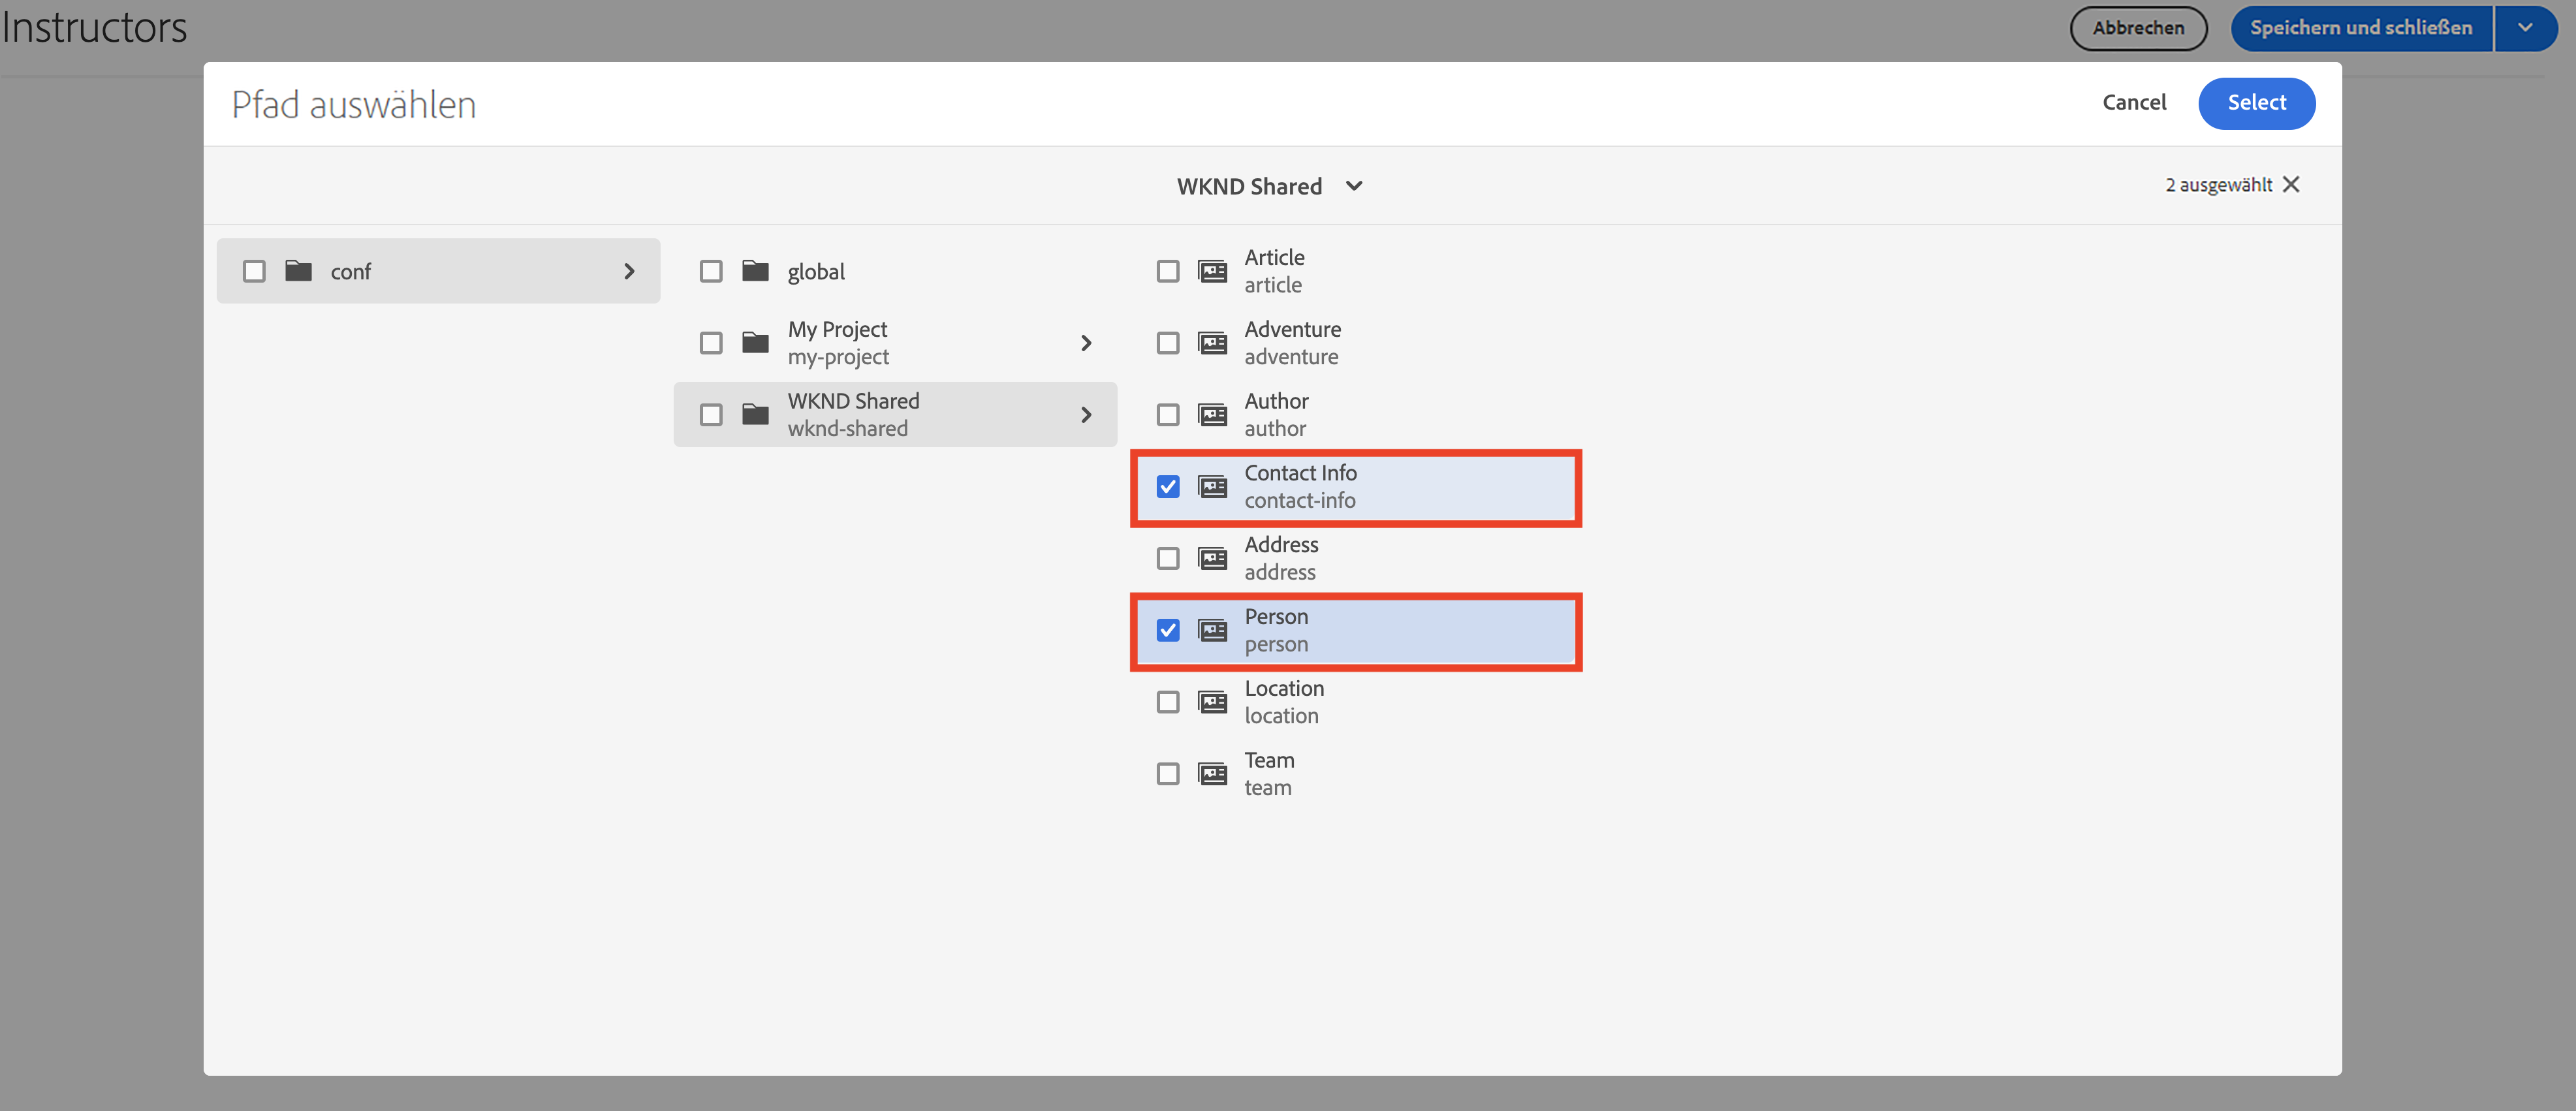 Instructors
Abbrechen
Speichern und schließen
Pfad auswählen
Cancel
Select
WKND Shared
2 ausgewählt
conf
global
My Project
my-project
WKND Shared
wknd-shared
Article
article
Adventure
adventure
Author
author
Contact Info
contact-info
Address
address
Person
person
Location
location
Team
team